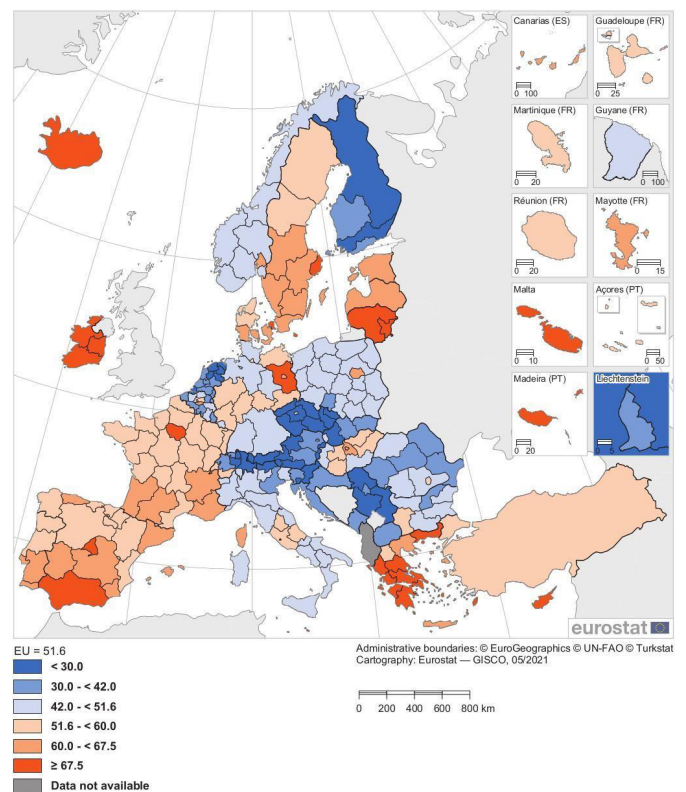 Canarias (ES)
0 100
Guadeloupe (FR)
0 25
Martinique (FR)
0 20
Guyane (FR)
0 100
Réunion (FR)
0 20
Mayotte (FR)
0 15
Malta
0 10
Açores (PT)
0 50
Madeira (PT)
0 20
Liechtenstein
0 5
eurostat
EU = 51.6
< 30.0
30.0 - < 42.0
42.0 - < 51.6
51.6 - < 60.0
60.0 - < 67.5
≥ 67.5
Data not available
Administrative boundaries: © EuroGeographics © UN-FAO © Turkstat
Cartography: Eurostat — GISCO, 05/2021
0 200 400 600 800 km